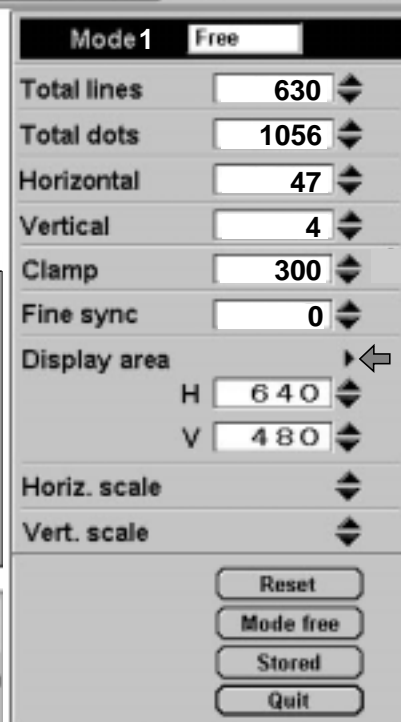 Mode1 Free
Total lines 630
Total dots 1056
Horizontal 47
Vertical 4
Clamp 300
Fine sync 0
Display area
H 640
V 480
Horiz. scale
Vert. scale
Reset
Mode free
Stored
Quit